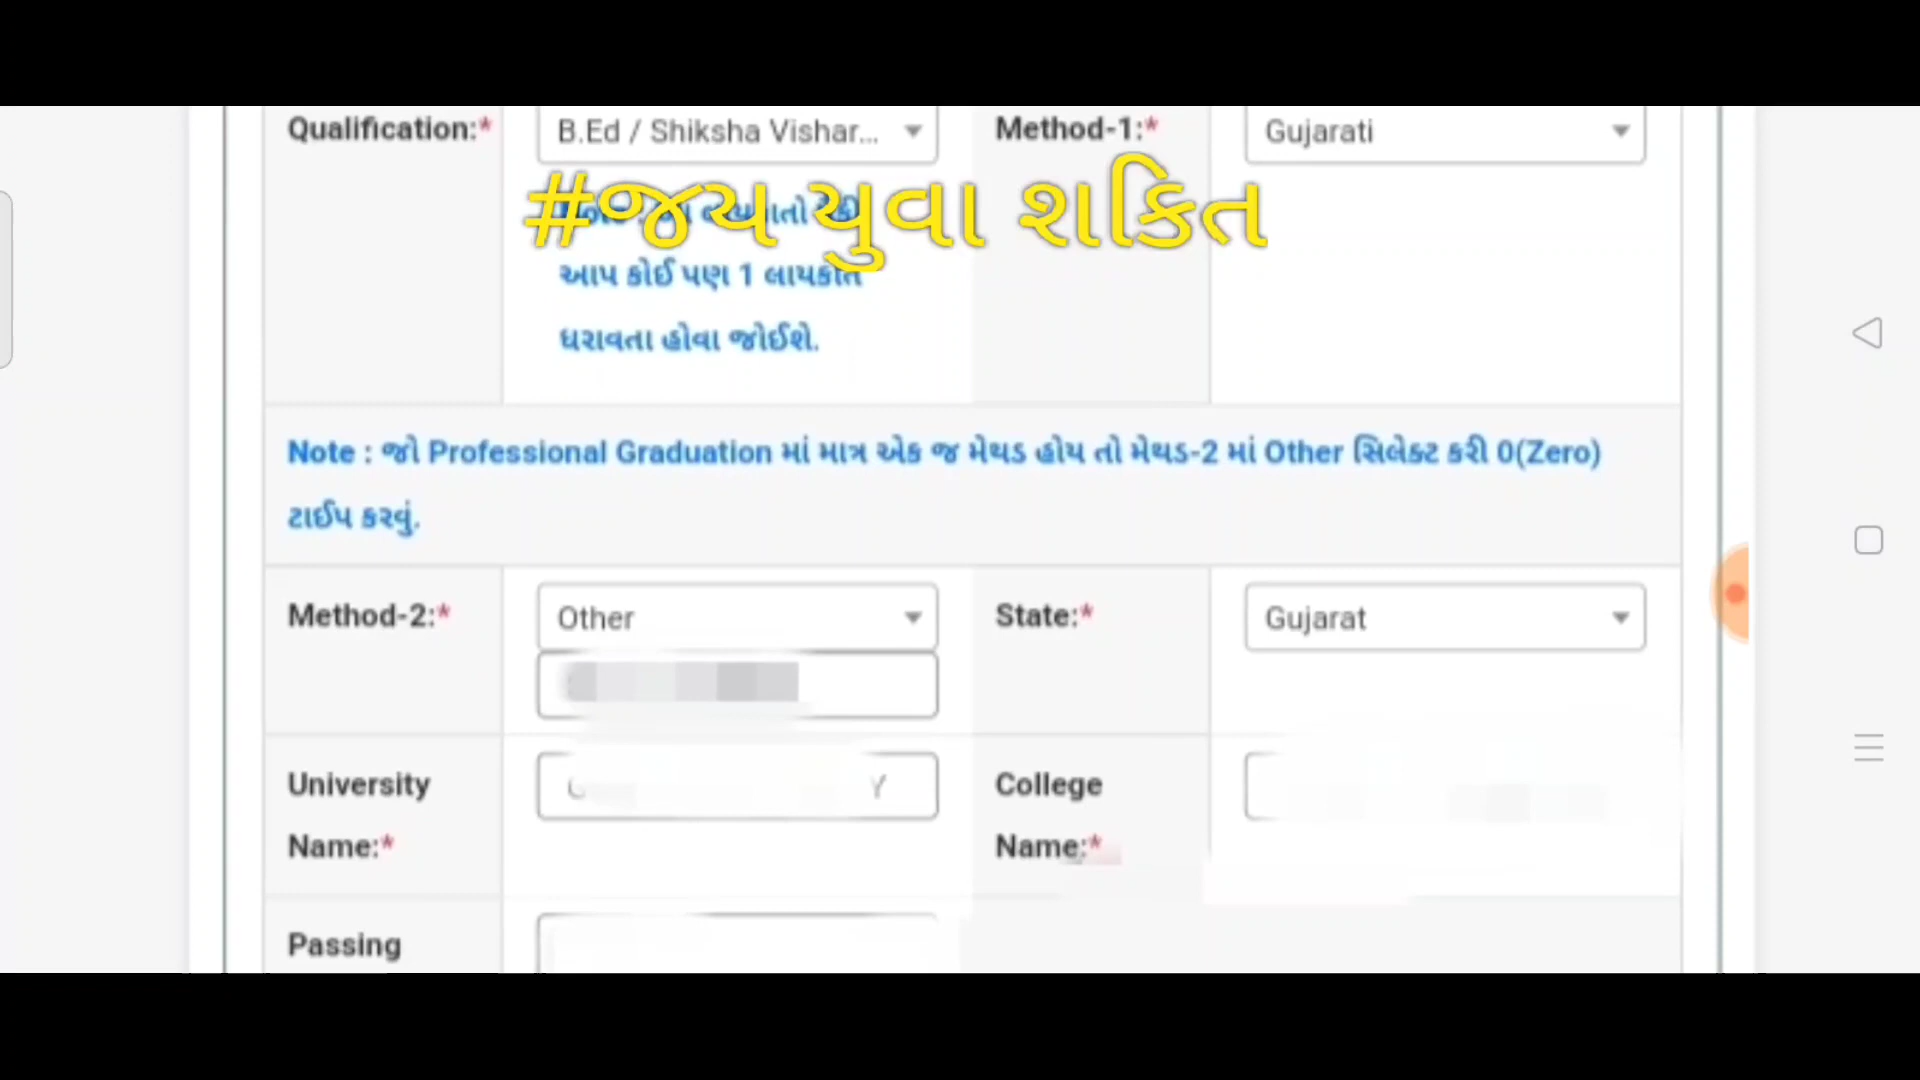 Qualification:* B.Ed / Shiksha Vishar... Method-1:* Gujarati
#જય યુવા શકિત
આપ કોઈ પણ 1 લાયકાત
ધરાવતા હોવા જોઈશે.
Note : જો Professional Graduation માં માત્ર એક જ મેથડ હોય તો મેથડ-2 માં Other સિલેક્ટ કરી 0(Zero)
ટાઈપ કરવું.
Method-2:* Other State:* Gujarat
University College
Name:* Name:*
Passing